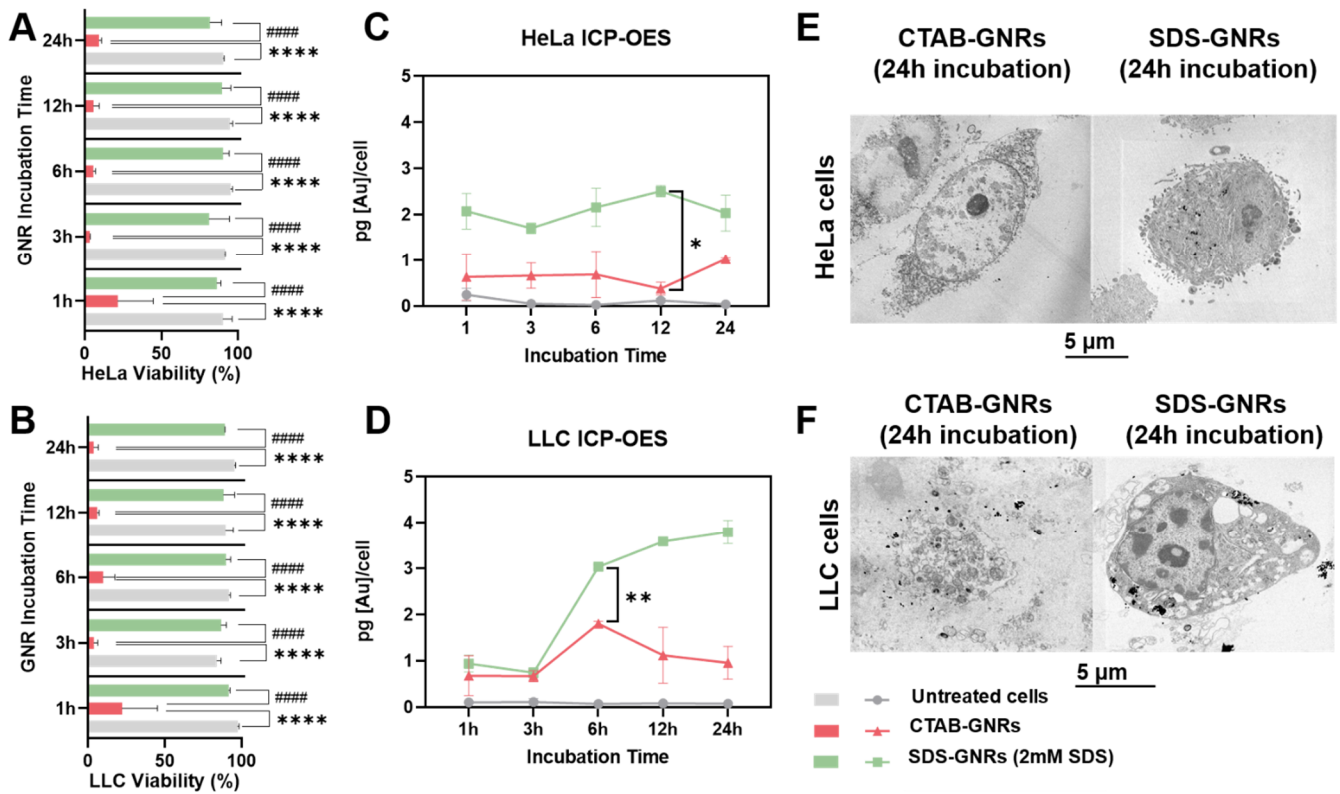 A
GNR Incubation Time
24h
####
****
12h
####
****
6h
####
****
3h
####
****
1h
####
****
0
50
100
HeLa Viability (%)
B
GNR Incubation Time
24h
####
****
12h
####
****
6h
####
****
3h
####
****
1h
####
****
0
50
100
LLC Viability (%)
C
HeLa ICP-OES
pg [Au]/cell
5
4
3
2
1
0
*
1
3
6
12
24
Incubation Time
D
LLC ICP-OES
pg [Au]/cell
5
4
3
2
1
0
**
1h
3h
6h
12h
24h
Incubation Time
E
CTAB-GNRs
(24h incubation)
SDS-GNRs
(24h incubation)
HeLa cells
5 μm
F
CTAB-GNRs
(24h incubation)
SDS-GNRs
(24h incubation)
LLC cells
5 μm
Untreated cells
CTAB-GNRs
SDS-GNRs (2mM SDS)